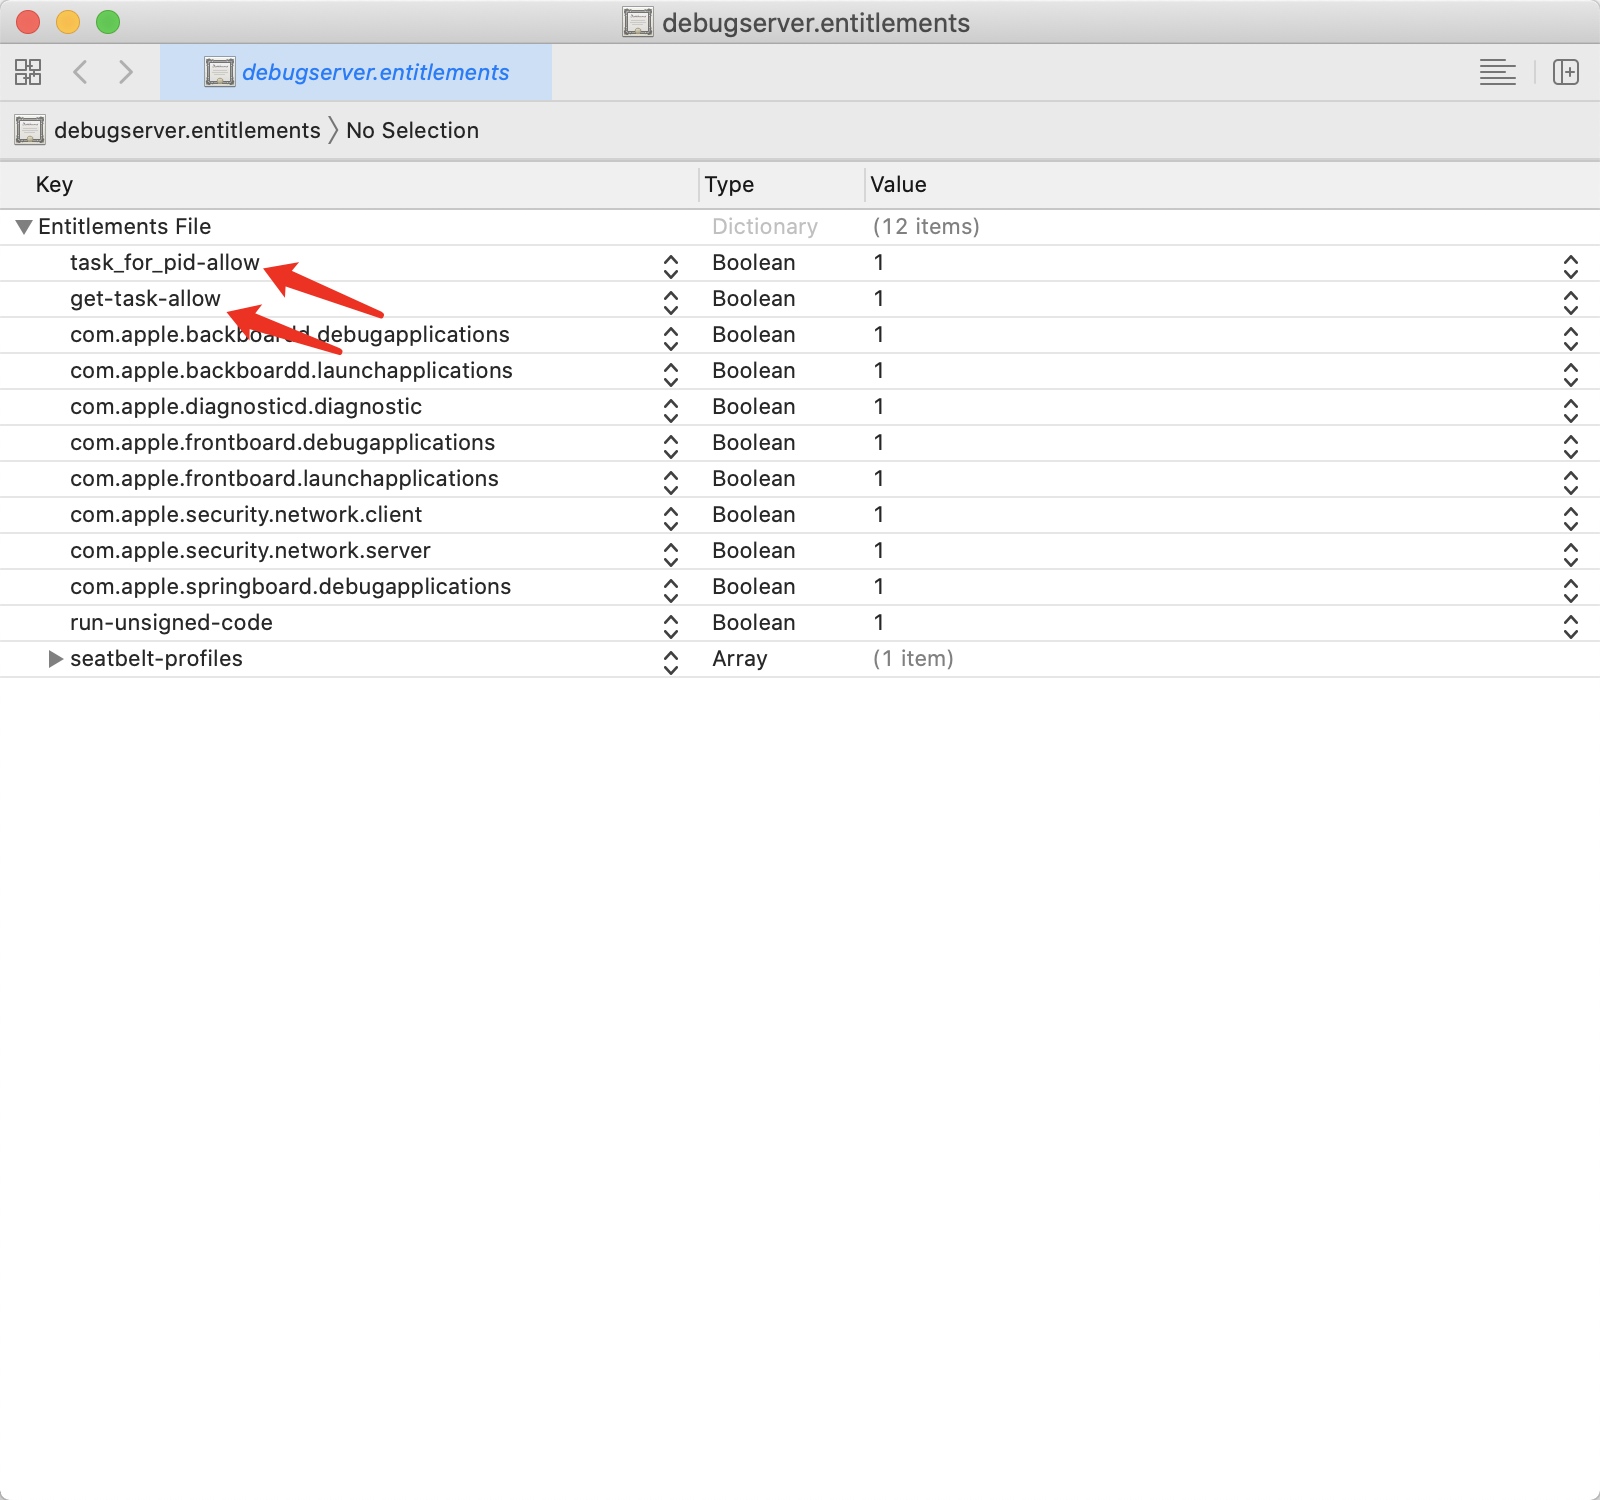 debugserver.entitlements
debugserver.entitlements
debugserver.entitlements 〉 No Selection
Key Type Value
Entitlements File Dictionary (12 items)
task_for_pid-allow Boolean 1
get-task-allow Boolean 1
com.apple.backboardd.debugapplications Boolean 1
com.apple.backboardd.launchapplications Boolean 1
com.apple.diagnosticd.diagnostic Boolean 1
com.apple.frontboard.debugapplications Boolean 1
com.apple.frontboard.launchapplications Boolean 1
com.apple.security.network.client Boolean 1
com.apple.security.network.server Boolean 1
com.apple.springboard.debugapplications Boolean 1
run-unsigned-code Boolean 1
seatbelt-profiles Array (1 item)